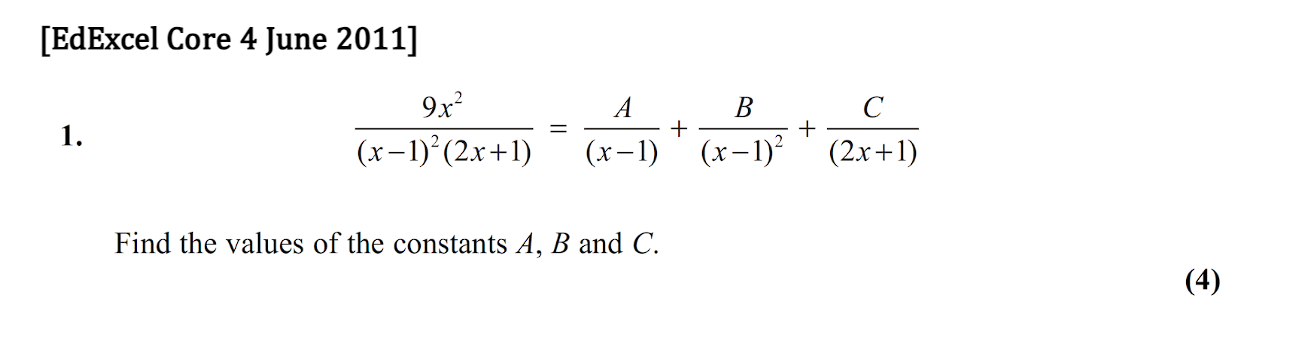 [EdExcel Core 4 June 2011]
1. 9x²/((x−1)²(2x+1)) = A/(x−1) + B/(x−1)² + C/(2x+1)
Find the values of the constants A, B and C.
(4)